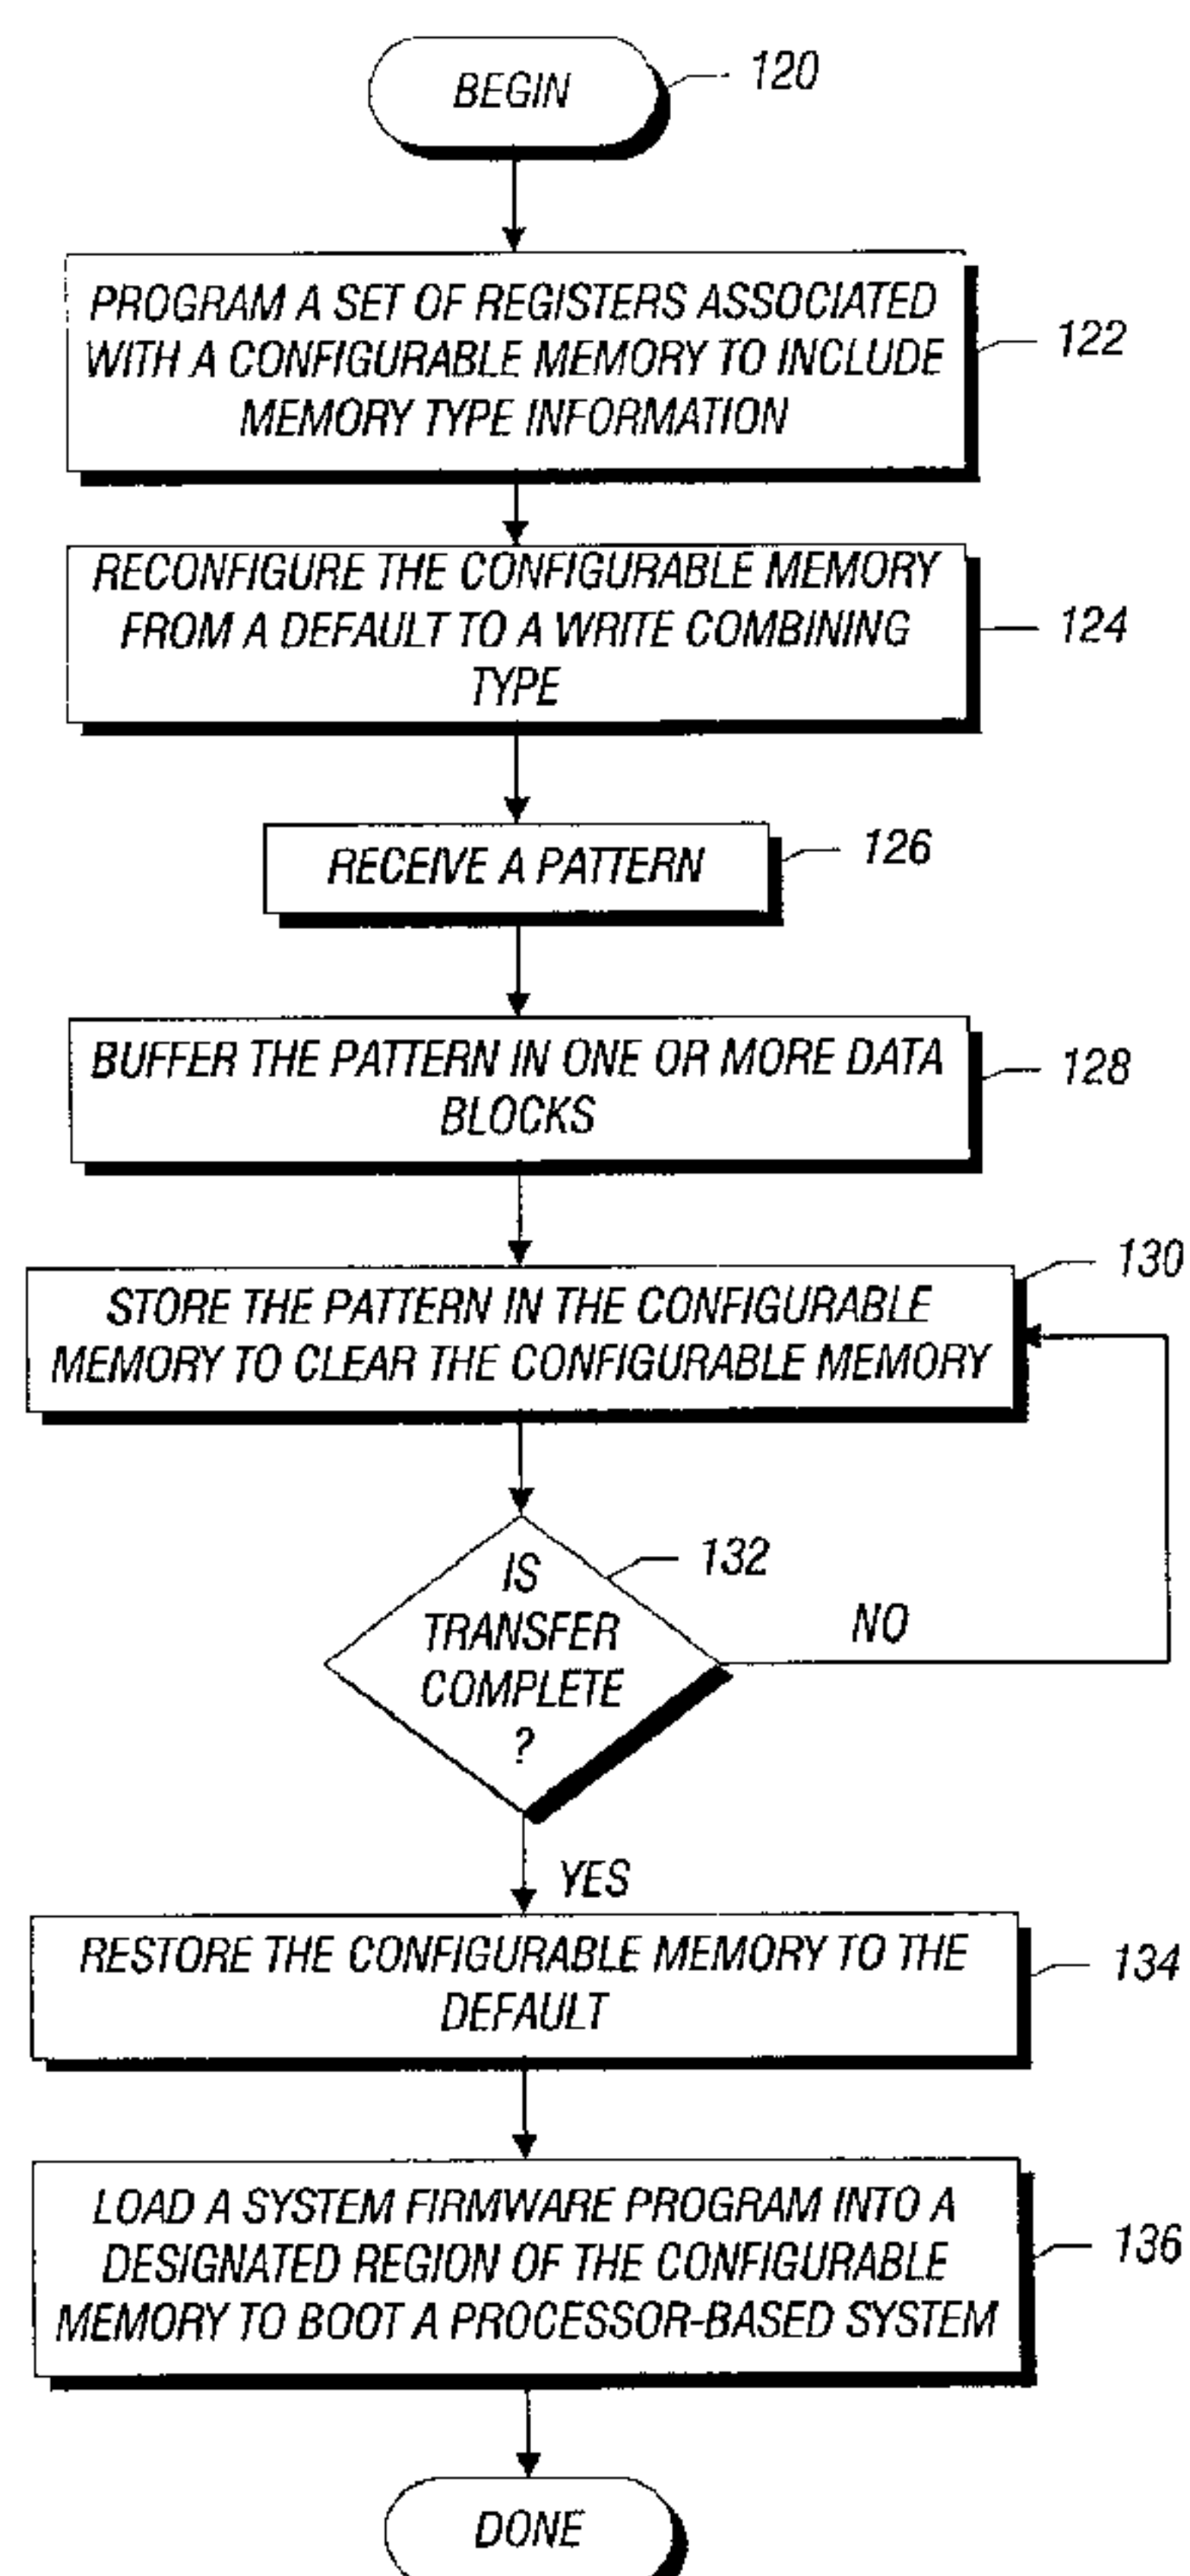 BEGIN
120
PROGRAM A SET OF REGISTERS ASSOCIATED
WITH A CONFIGURABLE MEMORY TO INCLUDE
MEMORY TYPE INFORMATION
122
RECONFIGURE THE CONFIGURABLE MEMORY
FROM A DEFAULT TO A WRITE COMBINING
TYPE
124
RECEIVE A PATTERN
126
BUFFER THE PATTERN IN ONE OR MORE DATA
BLOCKS
128
STORE THE PATTERN IN THE CONFIGURABLE
MEMORY TO CLEAR THE CONFIGURABLE MEMORY
130
IS
TRANSFER
COMPLETE
?
132
NO
YES
RESTORE THE CONFIGURABLE MEMORY TO THE
DEFAULT
134
LOAD A SYSTEM FIRMWARE PROGRAM INTO A
DESIGNATED REGION OF THE CONFIGURABLE
MEMORY TO BOOT A PROCESSOR-BASED SYSTEM
136
DONE